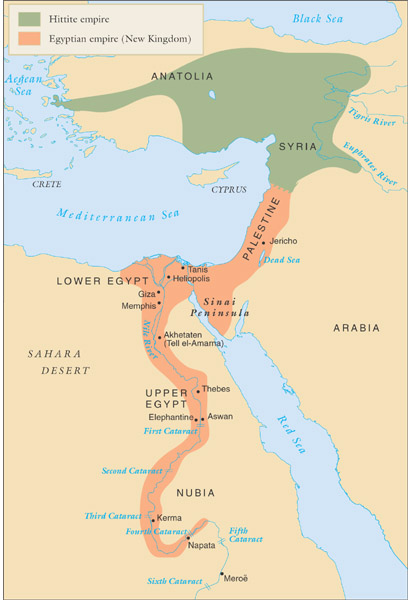 Hittite empire
Egyptian empire (New Kingdom)
Black Sea
Aegean
Sea
ANATOLIA
Tigris River
SYRIA
Euphrates River
CRETE
CYPRUS
Mediterranean Sea
PALESTINE
Jericho
Dead Sea
Tanis
Heliopolis
LOWER EGYPT
Giza
Memphis
Sinai
Peninsula
Nile River
ARABIA
Akhetaten
(Tell el-Amama)
SAHARA
DESERT
Thebes
UPPER
EGYPT
Elephantine
Aswan
First Cataract
Red Sea
Second Cataract
NUBIA
Third Cataract
Kerma
Fourth Cataract
Fifth
Cataract
Napata
Meroë
Sixth Cataract